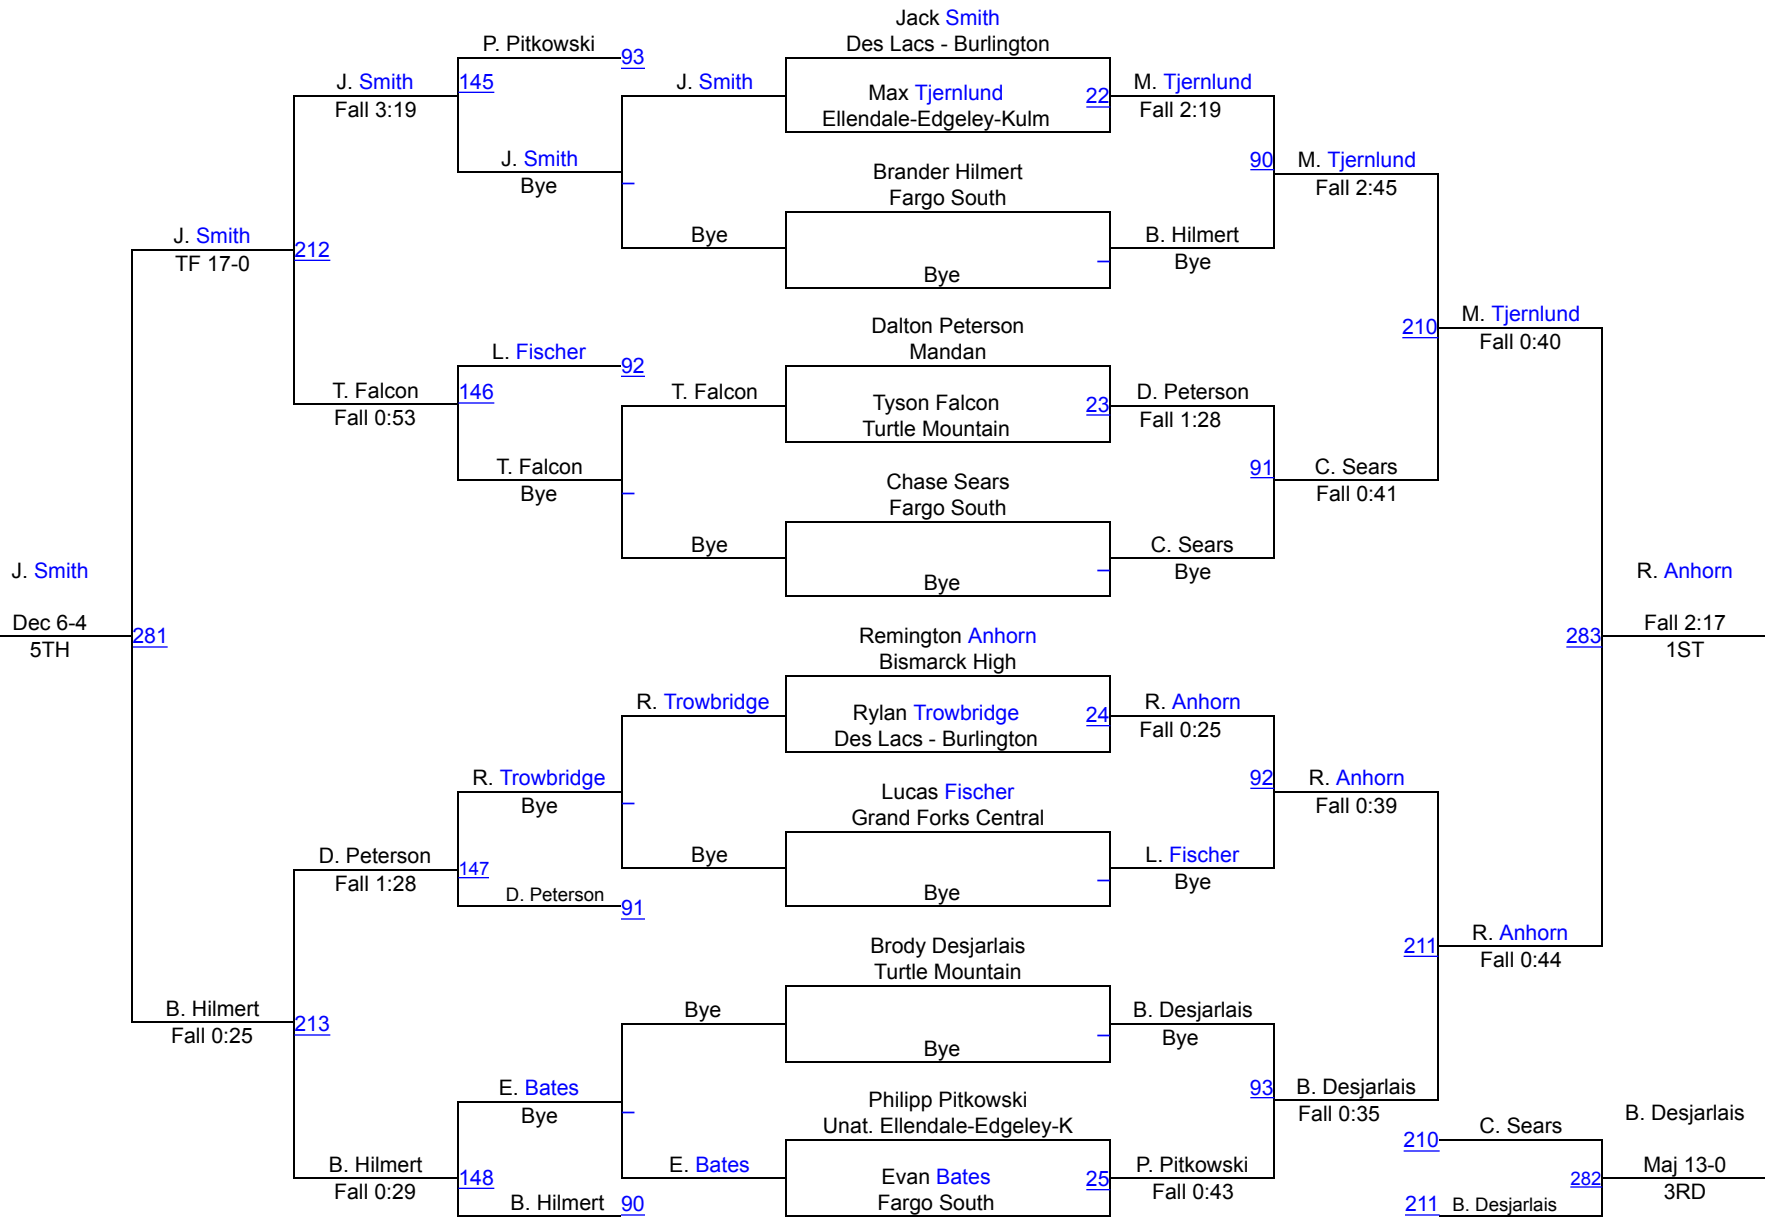 Jack Smith
Des Lacs - Burlington
Max Tjernlund
22
Ellendale-Edgeley-Kulm
Brander Hilmert
Fargo South
Bye
Dalton Peterson
Mandan
Tyson Falcon
23
Turtle Mountain
Chase Sears
Fargo South
Bye
Remington Anhorn
Bismarck High
Rylan Trowbridge
24
Des Lacs - Burlington
Lucas Fischer
Grand Forks Central
Bye
Brody Desjarlais
Turtle Mountain
Bye
Philipp Pitkowski
Unat. Ellendale-Edgeley-K
Evan Bates
25
Fargo South
M. Tjernlund
Fall 2:19
90
B. Hilmert
Bye
D. Peterson
Fall 1:28
91
C. Sears
Bye
R. Anhorn
Fall 0:25
92
L. Fischer
Bye
B. Desjarlais
Bye
93
P. Pitkowski
Fall 0:43
M. Tjernlund
Fall 2:45
210
C. Sears
Fall 0:41
R. Anhorn
Fall 0:39
211
B. Desjarlais
Fall 0:35
M. Tjernlund
Fall 0:40
283
R. Anhorn
Fall 0:44
R. Anhorn
Fall 2:17
1ST
210
C. Sears
282
211
B. Desjarlais
B. Desjarlais
Maj 13-0
3RD
J. Smith
Bye
T. Falcon
Bye
R. Trowbridge
Bye
Bye
E. Bates
P. Pitkowski
93
145
J. Smith
Bye
L. Fischer
92
146
T. Falcon
Bye
R. Trowbridge
Bye
147
D. Peterson
91
E. Bates
Bye
148
B. Hilmert
90
J. Smith
Fall 3:19
212
T. Falcon
Fall 0:53
D. Peterson
Fall 1:28
213
B. Hilmert
Fall 0:29
J. Smith
TF 17-0
281
B. Hilmert
Fall 0:25
J. Smith
Dec 6-4
5TH